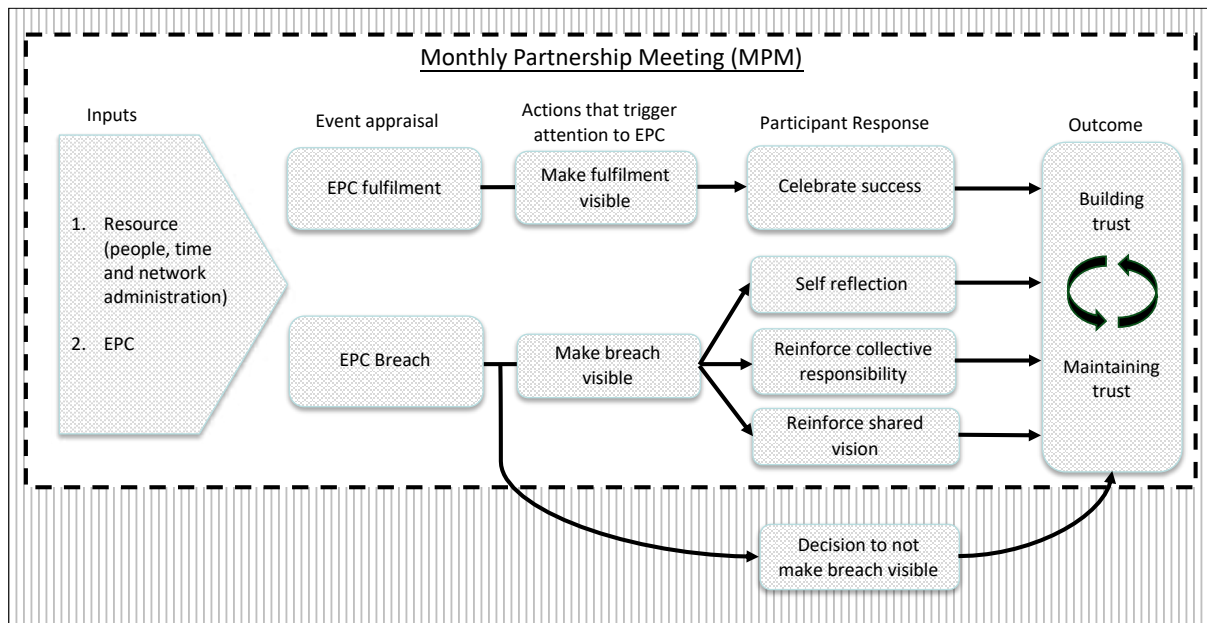 Monthly Partnership Meeting (MPM)
Inputs
Event appraisal
Actions that trigger
attention to EPC
Participant Response
Outcome
1. Resource
(people, time
and network
administration)
2. EPC
EPC fulfilment
Make fulfilment
visible
Celebrate success
EPC Breach
Make breach
visible
Self reflection
Reinforce collective
responsibility
Reinforce shared
vision
Building
trust
Maintaining
trust
Decision to not
make breach visible